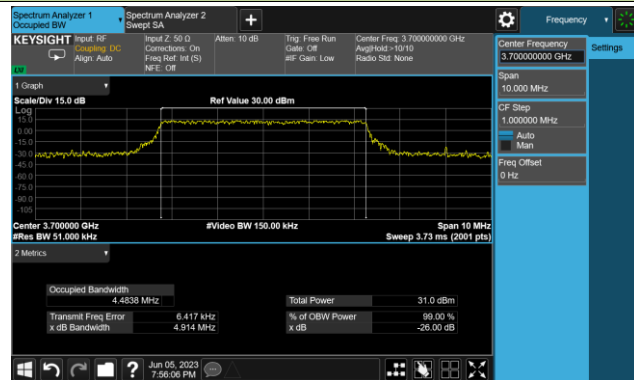 Spectrum Analyzer 1
Occupied BW
Spectrum Analyzer 2
Swept SA
+
Frequency
KEYSIGHT
Input: RF
Coupling: DC
Align: Auto
Input Z: 50 Ω
Corrections: On
Freq Ref: Int (S)
NFE: Off
Atten: 10 dB
Trig: Free Run
Gate: Off
#IF Gain: Low
Center Freq: 3.700000000 GHz
Avg|Hold:>10/10
Radio Std: None
Center Frequency
3.700000000 GHz
Settings
Span
10.000 MHz
CF Step
1.000000 MHz
Auto
Man
Freq Offset
0 Hz
1 Graph
Scale/Div 15.0 dB
Ref Value 30.00 dBm
Log
15.0
0.00
-15.0
-30.0
-45.0
-60.0
-75.0
-90.0
-105
Center 3.70000 GHz
#Video BW 150.00 kHz
Span 10 MHz
#Res BW 51.000 kHz
Sweep 3.73 ms (2001 pts)
2 Metrics
Occupied Bandwidth
4.4838 MHz
Total Power
31.0 dBm
Transmit Freq Error
6.417 kHz
% of OBW Power
99.00 %
x dB Bandwidth
4.914 MHz
x dB
-26.00 dB
?
Jun 05, 2023
7:56:06 PM